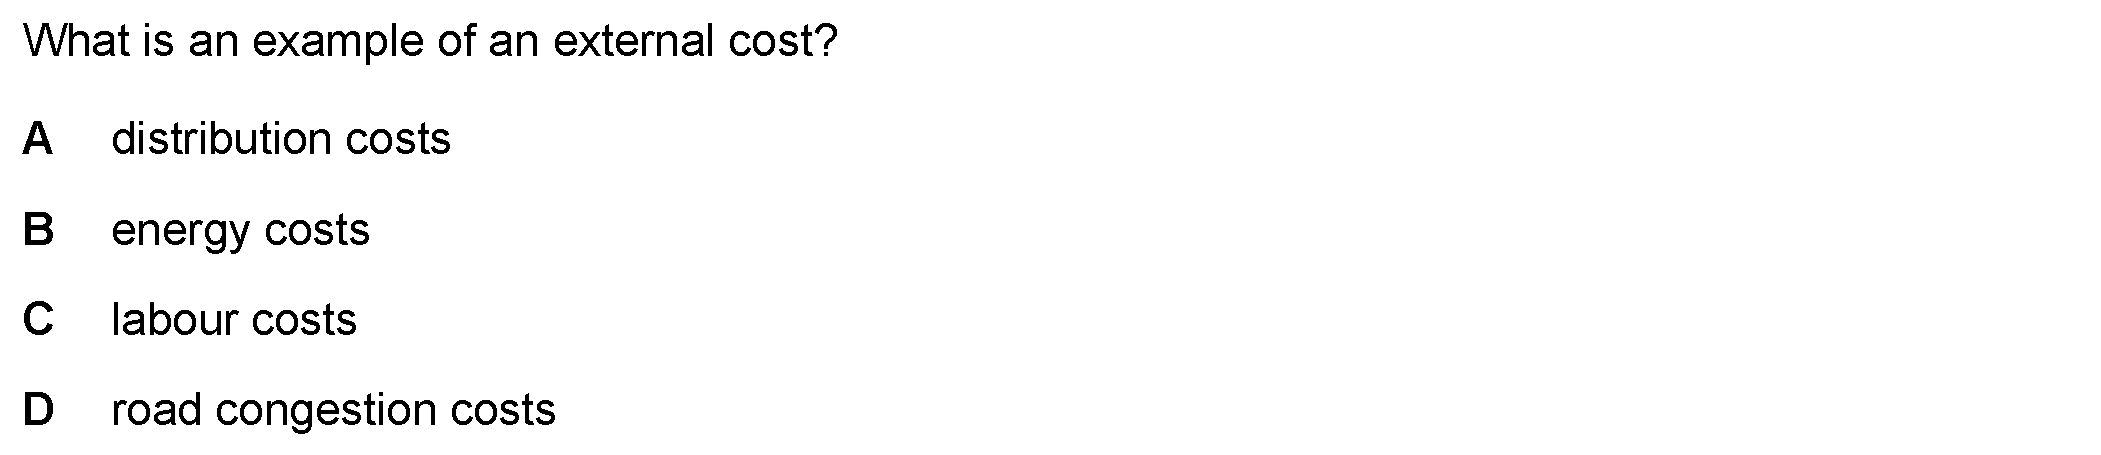 What is an example of an external cost?
A distribution costs
B energy costs
C labour costs
D road congestion costs